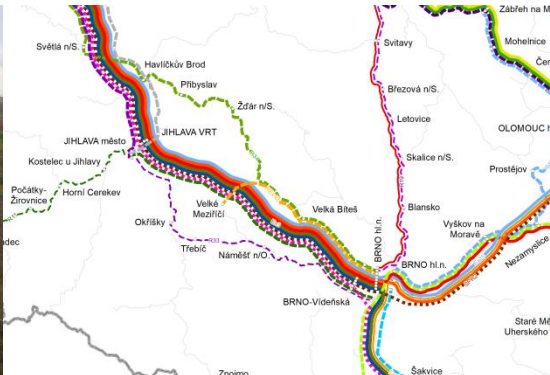 Zábřeh na M
Svitavy
Mohelnice
Světlá n/S.
Havlíčkův Brod
Přibyslav
Březová n/S.
Žďár n/S.
Letovice
JIHLAVA město
JIHLAVA VRT
OLOMOUC h
Kostelec u Jihlavy
Skalice n/S.
Prostějov
Počátky-
Žirovnice
Horní Cerekev
Velké
Meziříčí
Velká Bíteš
Blansko
Okříšky
Vyškov na
Moravě
adec
Třebíč
R33
Náměšť n/O.
BRNO hl.n.
BRNO hl.n.
Nezamyslice
BRNO-Vídeňská
Staré Mě
Uherského
Znojmo
Šakvice